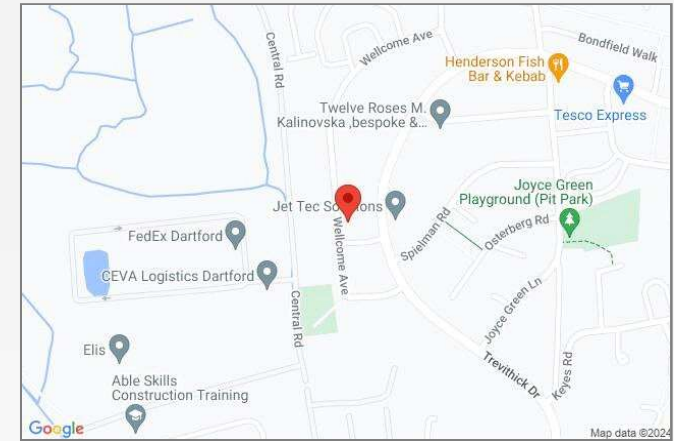 Central Rd
Wellcome Ave
Bondfield Walk
Henderson Fish
Bar & Kebab
Tesco Express
Twelve Roses M.
Kalinovska ,bespoke &...
Joyce Green
Playground (Pit Park)
Jet Tec Solutions
FedEx Dartford
Wellcome Ave
Spielman Rd
Osterberg Rd
CEVA Logistics Dartford
Central Rd
Joyce Green Ln
Elis
Trevithick Dr
Keyes Rd
Able Skills
Construction Training
Google
Map data ©2024